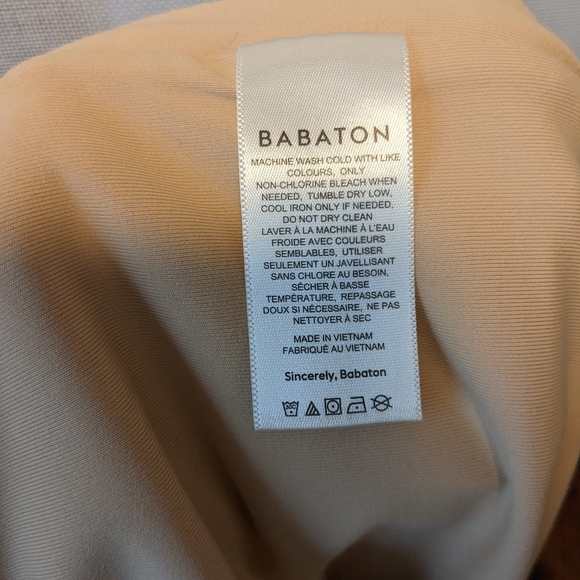 BABATON
MACHINE WASH COLD WITH LIKE
COLOURS, ONLY
NON-CHLORINE BLEACH WHEN
NEEDED, TUMBLE DRY LOW,
COOL IRON ONLY IF NEEDED,
DO NOT DRY CLEAN
LAVER À LA MACHINE À L'EAU
FROIDE AVEC COULEURS
SEMBLABLES, UTILISER
SEULEMENT UN JAVELLISANT
SANS CHLORE AU BESOIN,
SÉCHER À BASSE
TEMPÉRATURE, REPASSAGE
DOUX SI NÉCESSAIRE, NE PAS
NETTOYER À SEC
MADE IN VIETNAM
FABRIQUÉ AU VIETNAM
Sincerely, Babaton